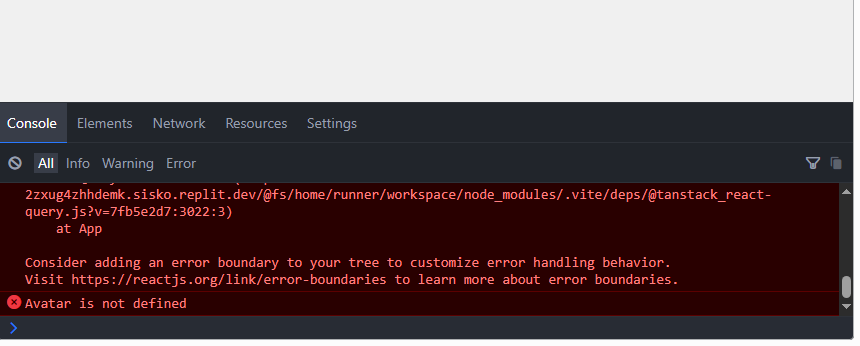 Console Elements Network Resources Settings
All Info Warning Error
2zxug4zhhdemk.sisko.replit.dev/@fs/home/runner/workspace/node_modules/.vite/deps/@tanstack_react-
query.js?v=7fb5e2d7:3022:3)
at App
Consider adding an error boundary to your tree to customize error handling behavior.
Visit https://reactjs.org/link/error-boundaries to learn more about error boundaries.
Avatar is not defined